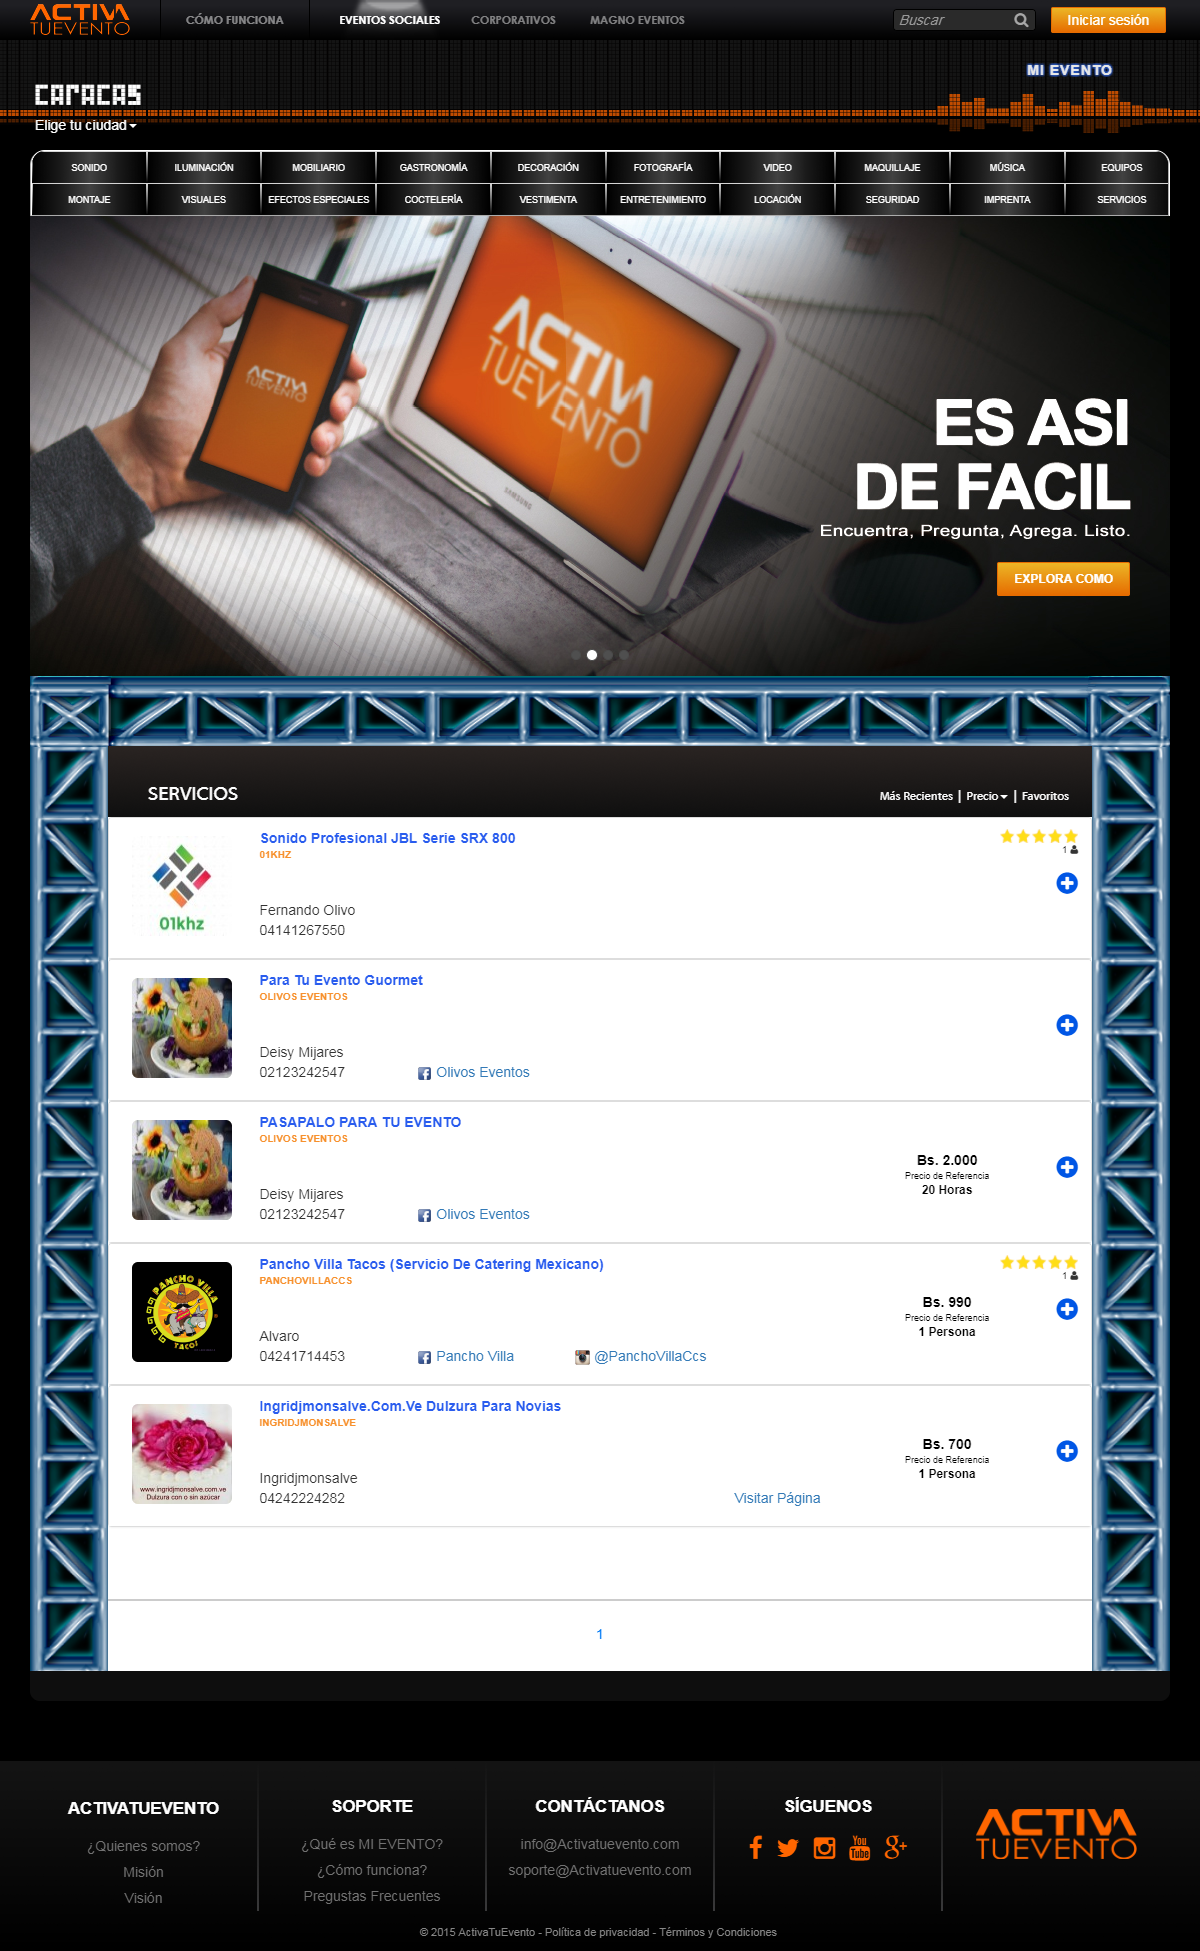 ACTIVA
TUEVENTO
CÓMO FUNCIONA
EVENTOS SOCIALES
CORPORATIVOS
MAGNO EVENTOS
Buscar
Iniciar sesión
CARACAS
Elige tu ciudad
MI EVENTO
SONIDO
ILUMINACIÓN
MOBILIARIO
GASTRONOMÍA
DECORACIÓN
FOTOGRAFÍA
VIDEO
MAQUILLAJE
MÚSICA
EQUIPOS
MONTAJE
VISUALES
EFECTOS ESPECIALES
COCTELERÍA
VESTIMENTA
ENTRETENIMIENTO
LOCACIÓN
SEGURIDAD
IMPRENTA
SERVICIOS
ACTIVA
TUEVENTO
ACTIVA
TUEVENTO
SAMSUNG
ES ASI
DE FACIL
Encuentra, Pregunta, Agrega. Listo.
EXPLORA COMO
SERVICIOS
Más Recientes | Precio | Favoritos
01khz
Sonido Profesional JBL Serie SRX 800
01KHZ
1
Fernando Olivo
04141267550
Para Tu Evento Guormet
OLIVOS EVENTOS
Deisy Mijares
02123242547
Olivos Eventos
PASAPALO PARA TU EVENTO
OLIVOS EVENTOS
Bs. 2.000
Precio de Referencia
20 Horas
Deisy Mijares
02123242547
Olivos Eventos
PANCHO VILLA
TACOS
Pancho Villa Tacos (Servicio De Catering Mexicano)
PANCHOVILLACCS
1
Bs. 990
Precio de Referencia
1 Persona
Alvaro
04241714453
Pancho Villa
@PanchoVillaCcs
www.ingridjmonsalve.com.ve
Dulzura con o sin azúcar
Ingridjmonsalve.Com.Ve Dulzura Para Novias
INGRIDJMONSALVE
Bs. 700
Precio de Referencia
1 Persona
Ingridjmonsalve
04242224282
Visitar Página
1
ACTIVATUEVENTO
¿Quienes somos?
Misión
Visión
SOPORTE
¿Qué es MI EVENTO?
¿Cómo funciona?
Pregustas Frecuentes
CONTÁCTANOS
info@Activatuevento.com
soporte@Activatuevento.com
SÍGUENOS
You
Tube
g+
ACTIVA
TUEVENTO
© 2015 ActivaTuEvento - Política de privacidad - Términos y Condiciones